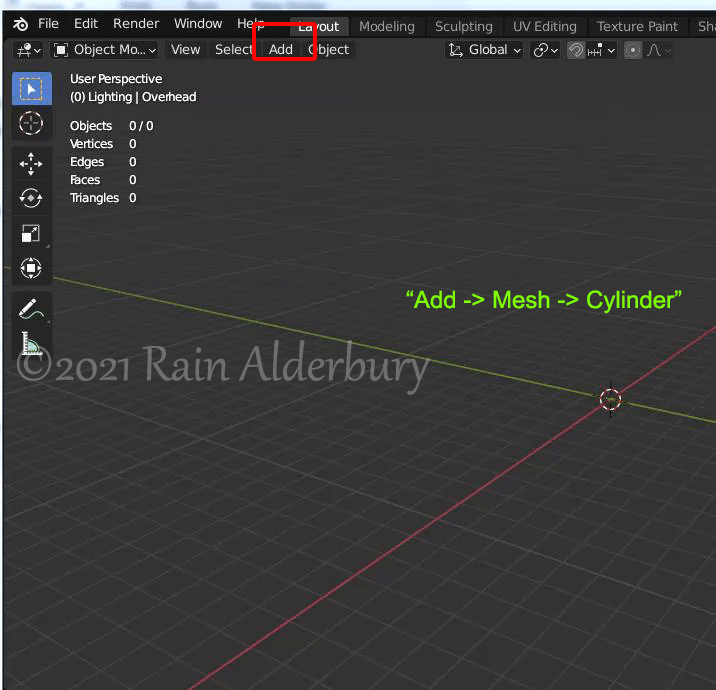 File Edit Render Window Help Layout Modeling Sculpting UV Editing Texture Paint
Object Mo... View Select Add Object Global
User Perspective
(0) Lighting | Overhead
Objects 0 / 0
Vertices 0
Edges 0
Faces 0
Triangles 0
“Add -> Mesh -> Cylinder”
©2021 Rain Alderbury